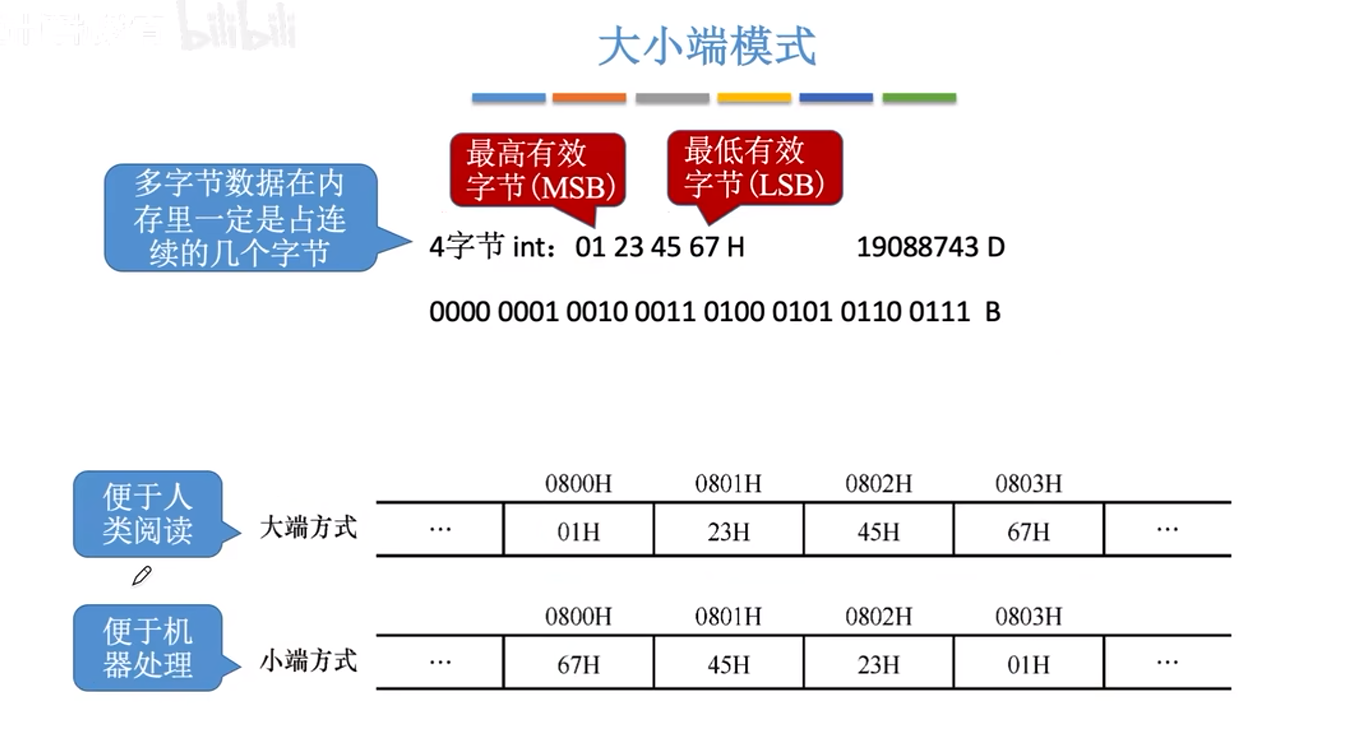 bilibili
大小端模式
最高有效
字节(MSB)
最低有效
字节(LSB)
多字节数据在内
存里一定是占连
续的几个字节
4字节 int：01 23 45 67 H 19088743 D
0000 0001 0010 0011 0100 0101 0110 0111 B
便于人
类阅读
大端方式
0800H 0801H 0802H 0803H
… 01H 23H 45H 67H …
便于机
器处理
小端方式
0800H 0801H 0802H 0803H
… 67H 45H 23H 01H …